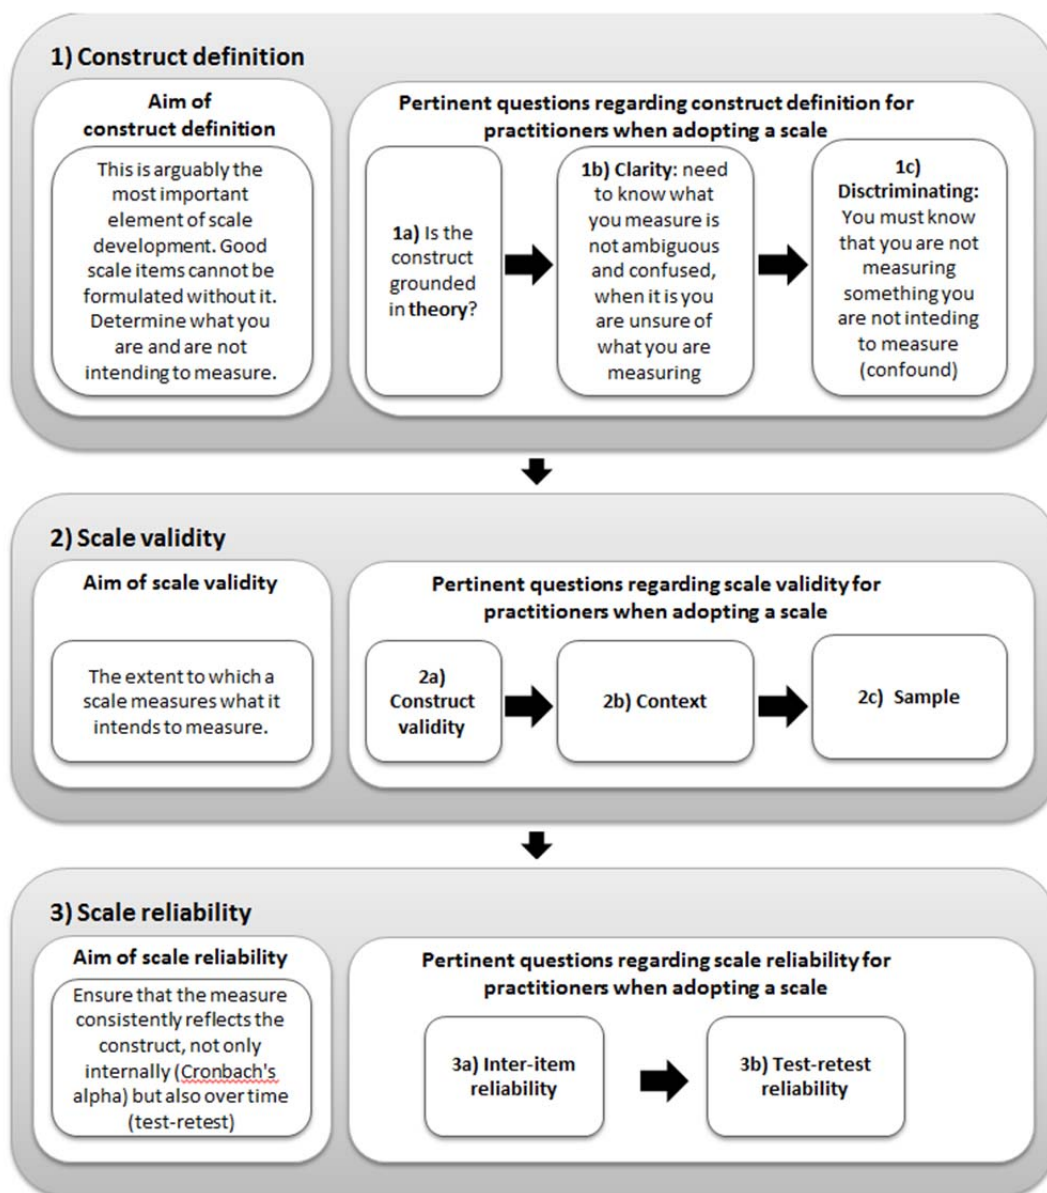 1) Construct definition
Aim of
construct definition
This is arguably the
most important
element of scale
development. Good
scale items cannot be
formulated without it.
Determine what you
are and are not
intending to measure.
Pertinent questions regarding construct definition for
practitioners when adopting a scale
1a) Is the
construct
grounded
in theory?
1b) Clarity: need
to know what
you measure is
not ambiguous
and confused,
when it is you
are unsure of
what you are
measuring
1c)
Disctriminating:
You must know
that you are not
measuring
something you
are not inteding
to measure
(confound)
2) Scale validity
Aim of scale validity
The extent to which a
scale measures what it
intends to measure.
Pertinent questions regarding scale validity for
practitioners when adopting a scale
2a)
Construct
validity
2b) Context
2c) Sample
3) Scale reliability
Aim of scale reliability
Ensure that the measure
consistently reflects the
construct, not only
internally (Cronbach's
alpha) but also over time
(test-retest)
Pertinent questions regarding scale reliability for
practitioners when adopting a scale
3a) Inter-item
reliability
3b) Test-retest
reliability